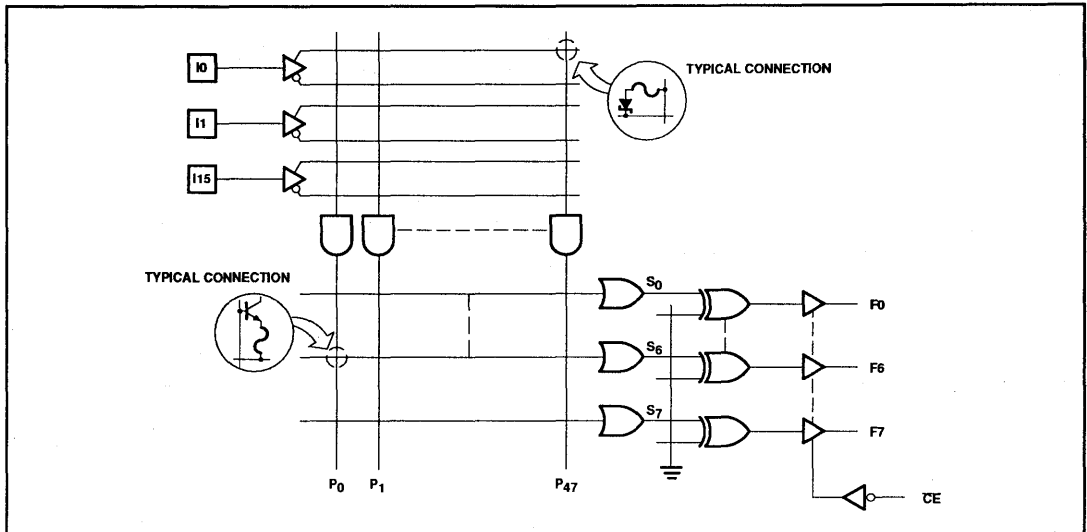 I0
TYPICAL CONNECTION
I1
I15
TYPICAL CONNECTION
S0
F0
S6
F6
S7
F7
P0 P1 P47
CE